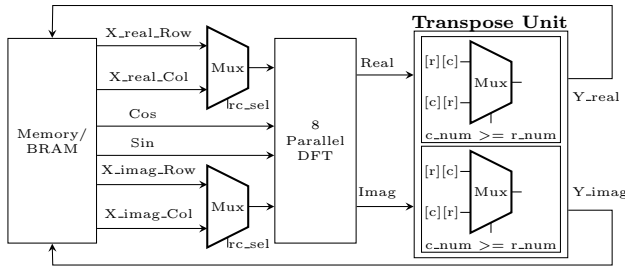 Transpose Unit
X_real_Row
Mux
Real
[r][c]
Mux
X_real_Col
[c][r]
Y_real
rc_sel
Cos
c_num >= r_num
Memory/
BRAM
8
Parallel
DFT
Sin
X_imag_Row
[r][c]
Mux
Imag
Mux
Y_imag
X_imag_Col
[c][r]
rc_sel
c_num >= r_num